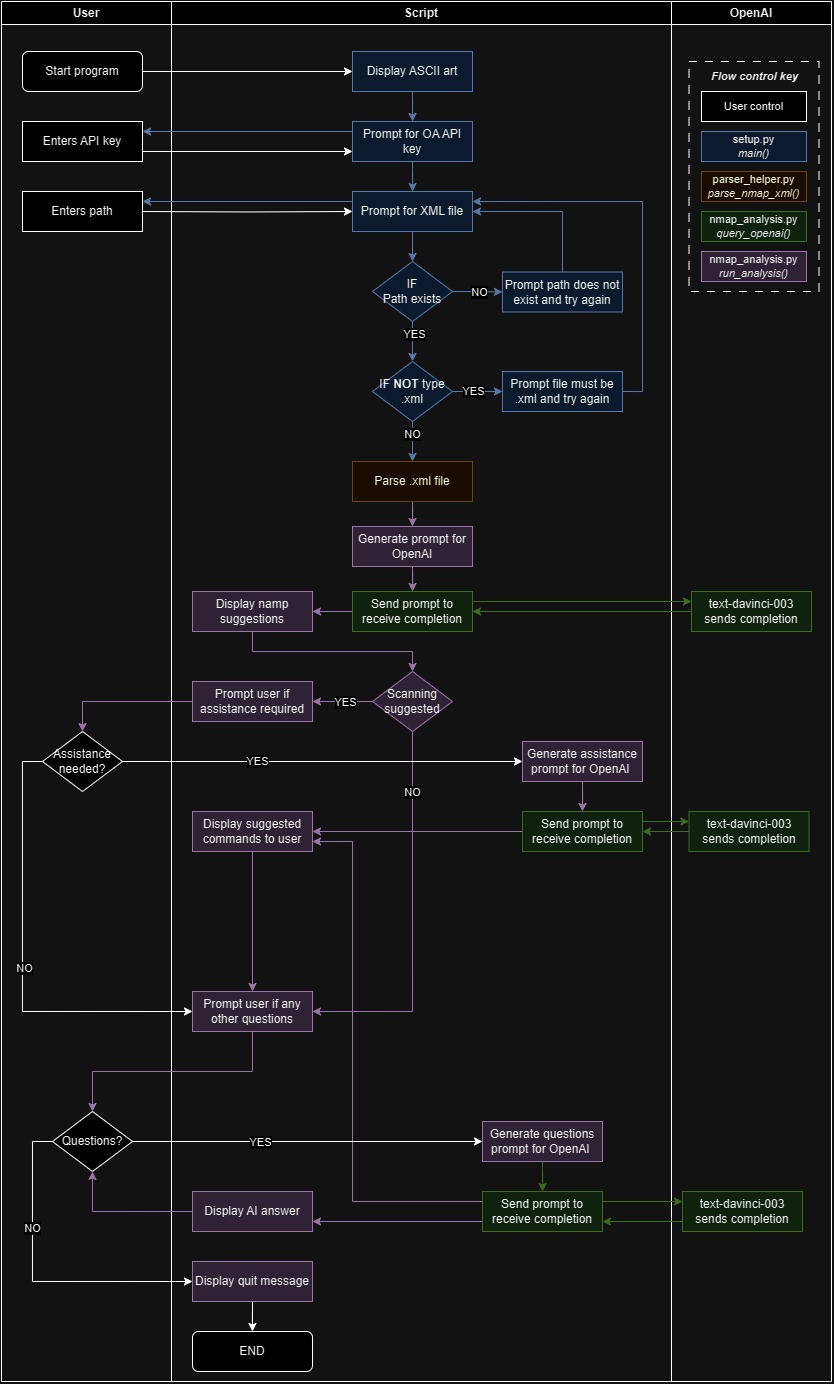 User
Script
OpenAI
Start program
Display ASCII art
Flow control key
User control
Enters API key
Prompt for OA API
key
setup.py
main()
parser_helper.py
parse_nmap_xml()
Enters path
Prompt for XML file
nmap_analysis.py
query_openai()
nmap_analysis.py
run_analysis()
IF
Path exists
NO
Prompt path does not
exist and try again
YES
IF NOT type
.xml
YES
Prompt file must be
.xml and try again
NO
Parse .xml file
Generate prompt for
OpenAI
Display namp
suggestions
Send prompt to
receive completion
text-davinci-003
sends completion
Prompt user if
assistance required
YES
Scanning
suggested
Assistance
needed?
YES
Generate assistance
prompt for OpenAI
NO
Display suggested
commands to user
Send prompt to
receive completion
text-davinci-003
sends completion
NO
Prompt user if any
other questions
Questions?
YES
Generate questions
prompt for OpenAI
Display AI answer
Send prompt to
receive completion
text-davinci-003
sends completion
NO
Display quit message
END